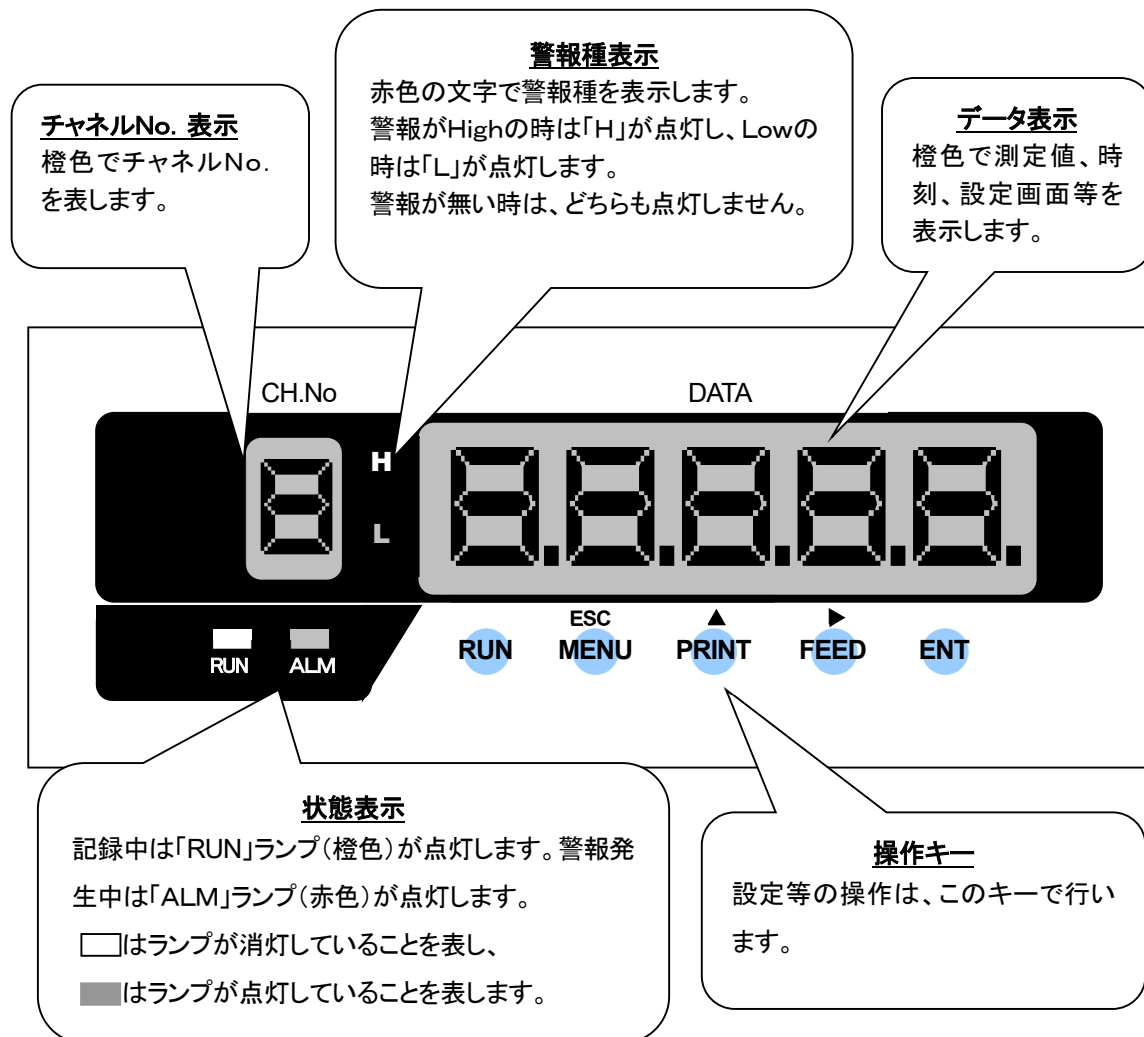 警報種表示
赤色の文字で警報種を表示します。
警報がHighの時は「H」が点灯し、Lowの
時は「L」が点灯します。
警報が無い時は、どちらも点灯しません。
チャネルNo. 表示
橙色でチャネルNo.
を表します。
データ表示
橙色で測定値、時
刻、設定画面等を
表示します。
CH.No
DATA
H
L
8
8.8.8.8.8.
RUN
ALM
ESC
▲
▶
RUN
MENU
PRINT
FEED
ENT
状態表示
記録中は「RUN」ランプ(橙色)が点灯します。警報発
生中は「ALM」ランプ(赤色)が点灯します。
□はランプが消灯していることを表し、
■はランプが点灯していることを表します。
操作キー
設定等の操作は、このキーで行い
ます。